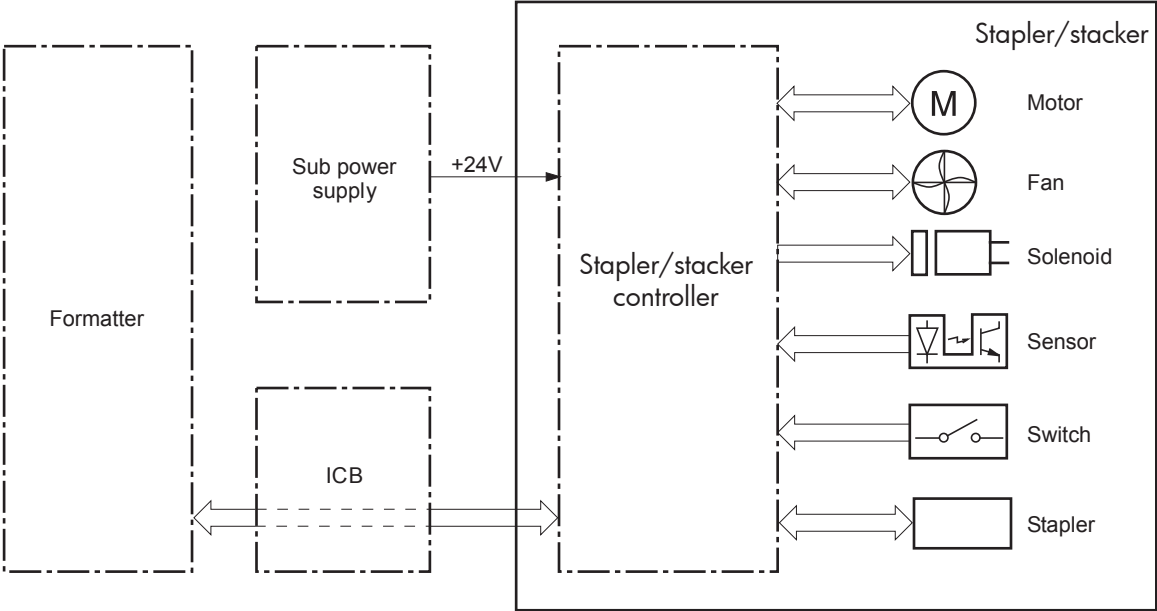 Stapler/stacker
Formatter
Sub power
supply
+24V
ICB
Stapler/stacker
controller
M
Motor
Fan
Solenoid
Sensor
Switch
Stapler